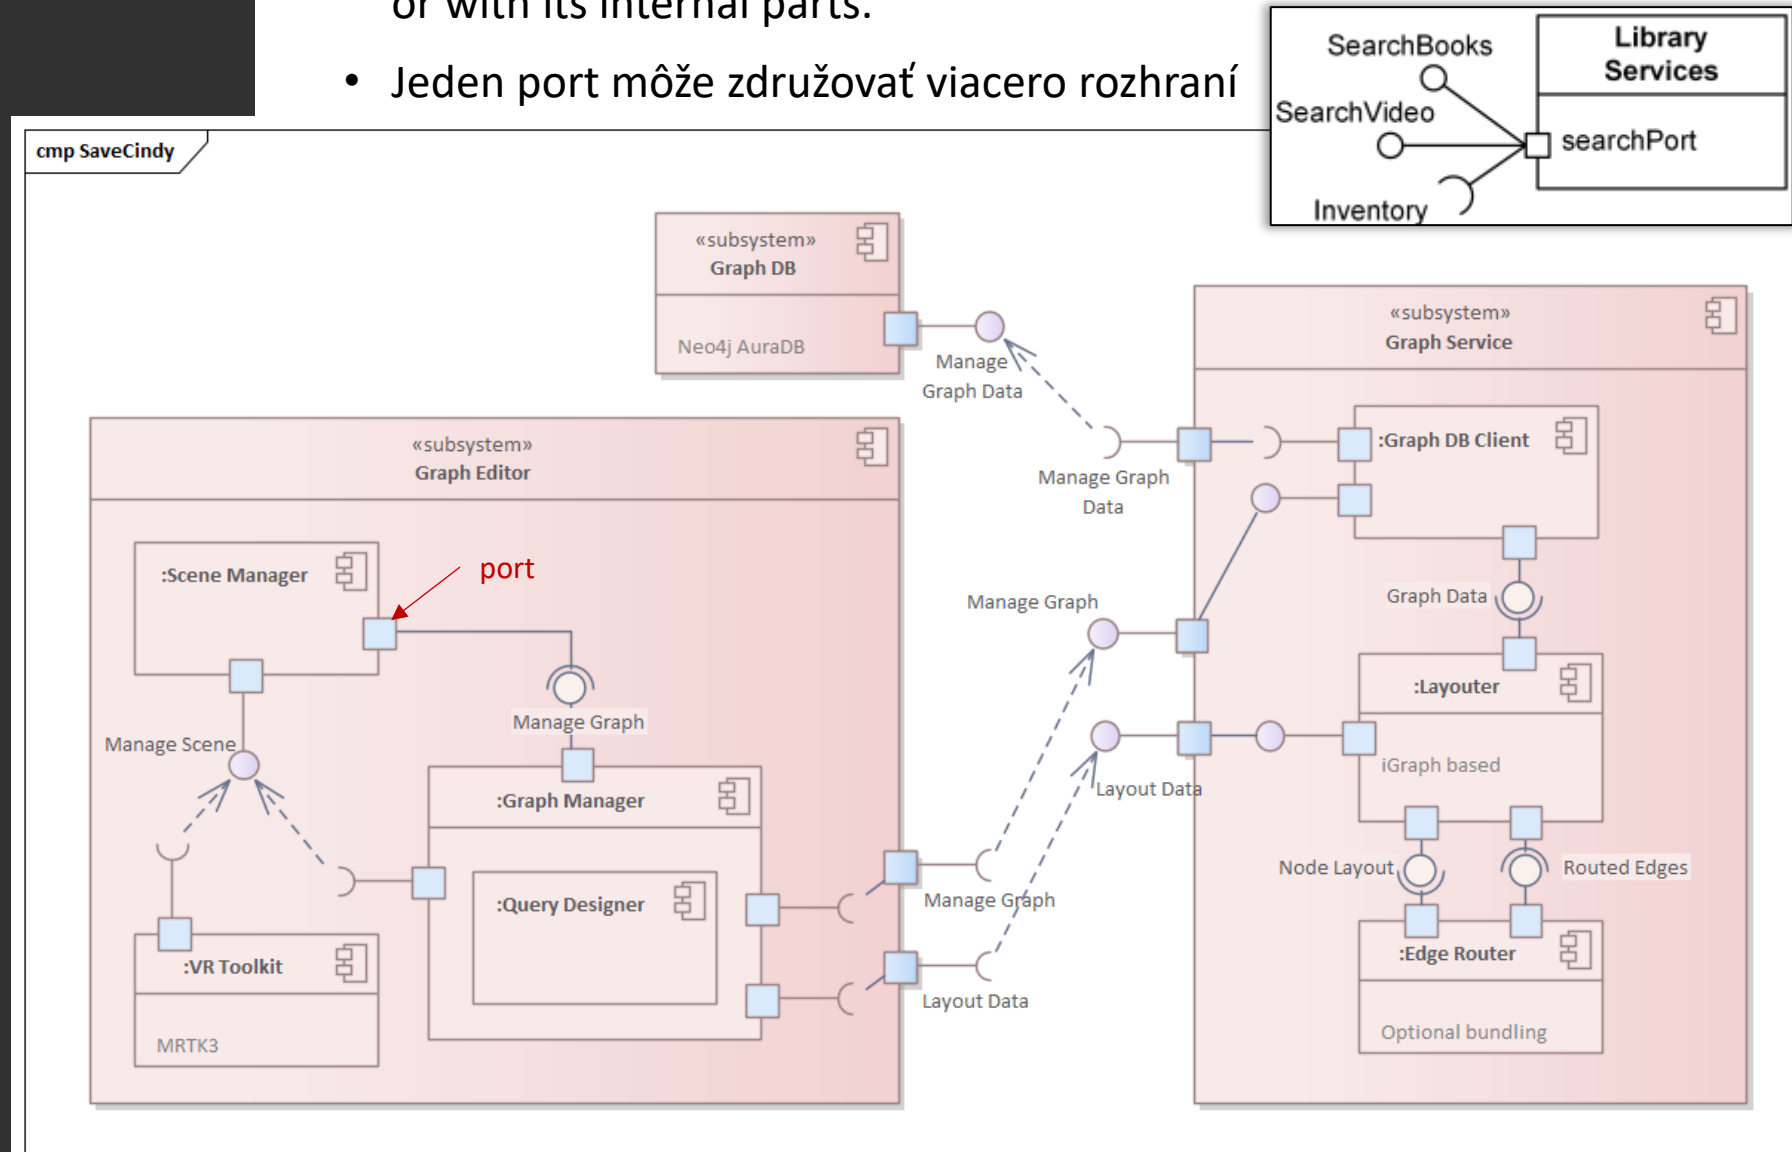 or with its internal parts.
• Jeden port môže združovať viacero rozhraní
SearchBooks
SearchVideo
Inventory
Library
Services
searchPort
cmp SaveCindy
«subsystem»
Graph DB
Neo4j AuraDB
Manage
Graph Data
«subsystem»
Graph Service
:Graph DB Client
Manage Graph
Data
«subsystem»
Graph Editor
:Scene Manager
port
Manage Graph
Graph Data
:Layouter
iGraph based
Manage Graph
Manage Scene
Layout Data
:Graph Manager
Node Layout
Routed Edges
:Query Designer
Manage Graph
:VR Toolkit
MRTK3
Layout Data
:Edge Router
Optional bundling